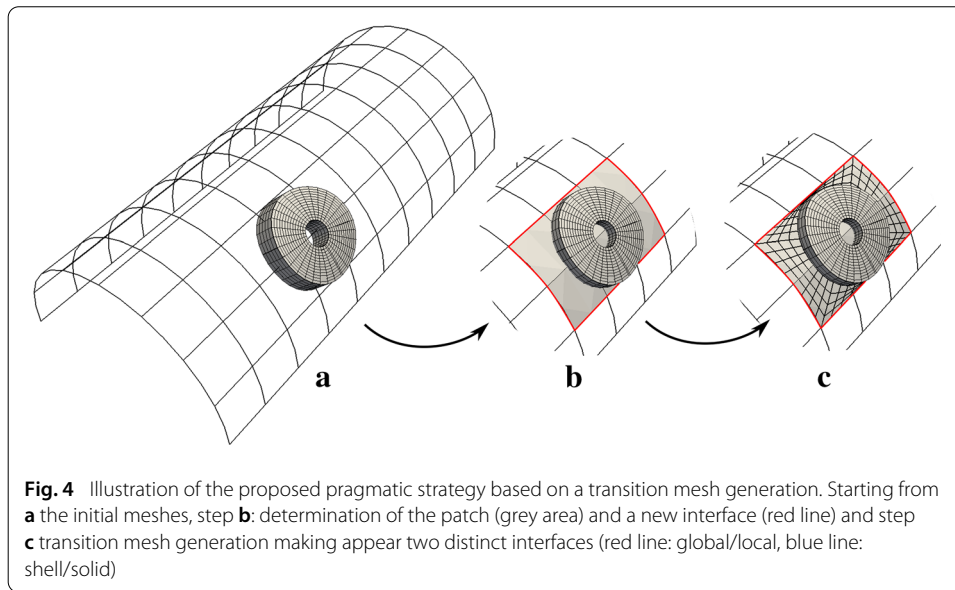 a
b
c
Fig. 4 Illustration of the proposed pragmatic strategy based on a transition mesh generation. Starting from
a the initial meshes, step b: determination of the patch (grey area) and a new interface (red line) and step
c transition mesh generation making appear two distinct interfaces (red line: global/local, blue line:
shell/solid)